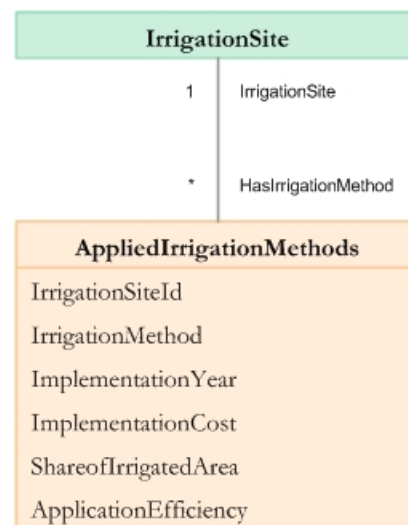 IrrigationSite
1 IrrigationSite
* HasIrrigationMethod
AppliedIrrigationMethods
IrrigationSiteId
IrrigationMethod
ImplementationYear
ImplementationCost
ShareofIrrigatedArea
ApplicationEfficiency